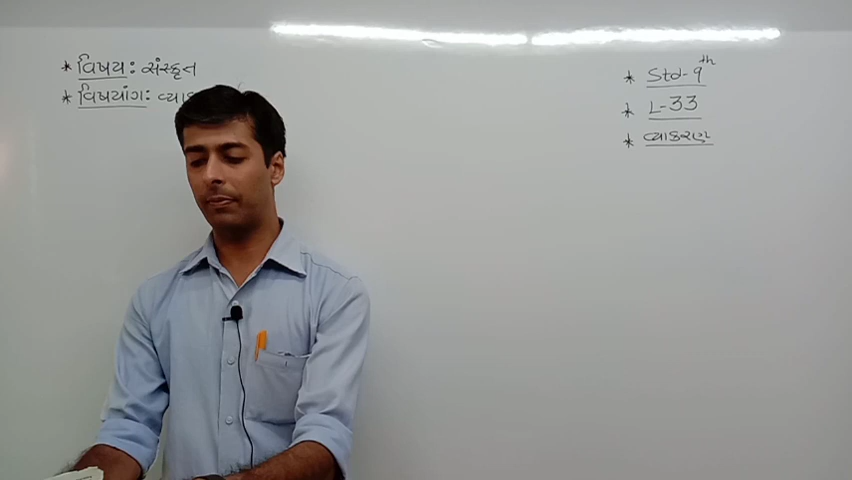 * વિષય: સંસ્કૃત
* વિષયાંગ:
* Std-9th
* L-33
* વ્યાકરણ